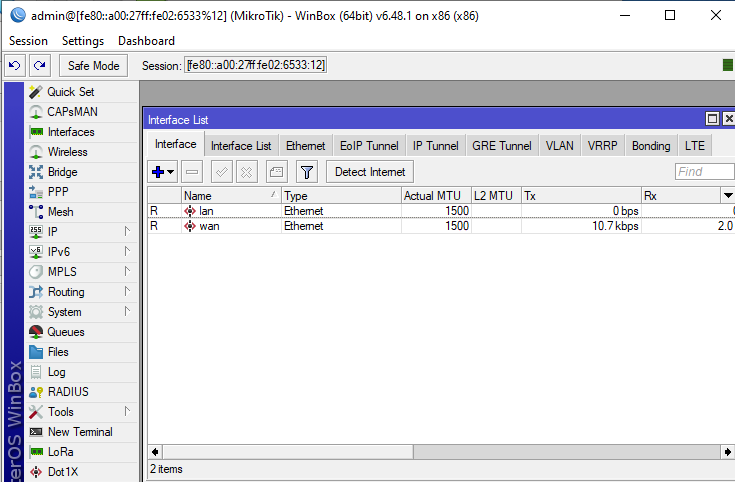 admin@[fe80::a00:27ff:fe02:6533%12] (MikroTik) - WinBox (64bit) v6.48.1 on x86 (x86)
Session Settings Dashboard
Safe Mode Session: [fe80::a00:27ff:fe02:6533:12]
Quick Set
CAPsMAN
Interfaces
Wireless
Bridge
PPP
Mesh
IP
IPv6
MPLS
Routing
System
Queues
Files
Log
RADIUS
Tools
New Terminal
LoRa
Dot1X
terOS WinBox
Interface List
Interface Interface List Ethernet EoIP Tunnel IP Tunnel GRE Tunnel VLAN VRRP Bonding LTE
Detect Internet Find
Name Type Actual MTU L2 MTU Tx Rx
R lan Ethernet 1500 0 bps
R wan Ethernet 1500 10.7 kbps 2.0
2 items